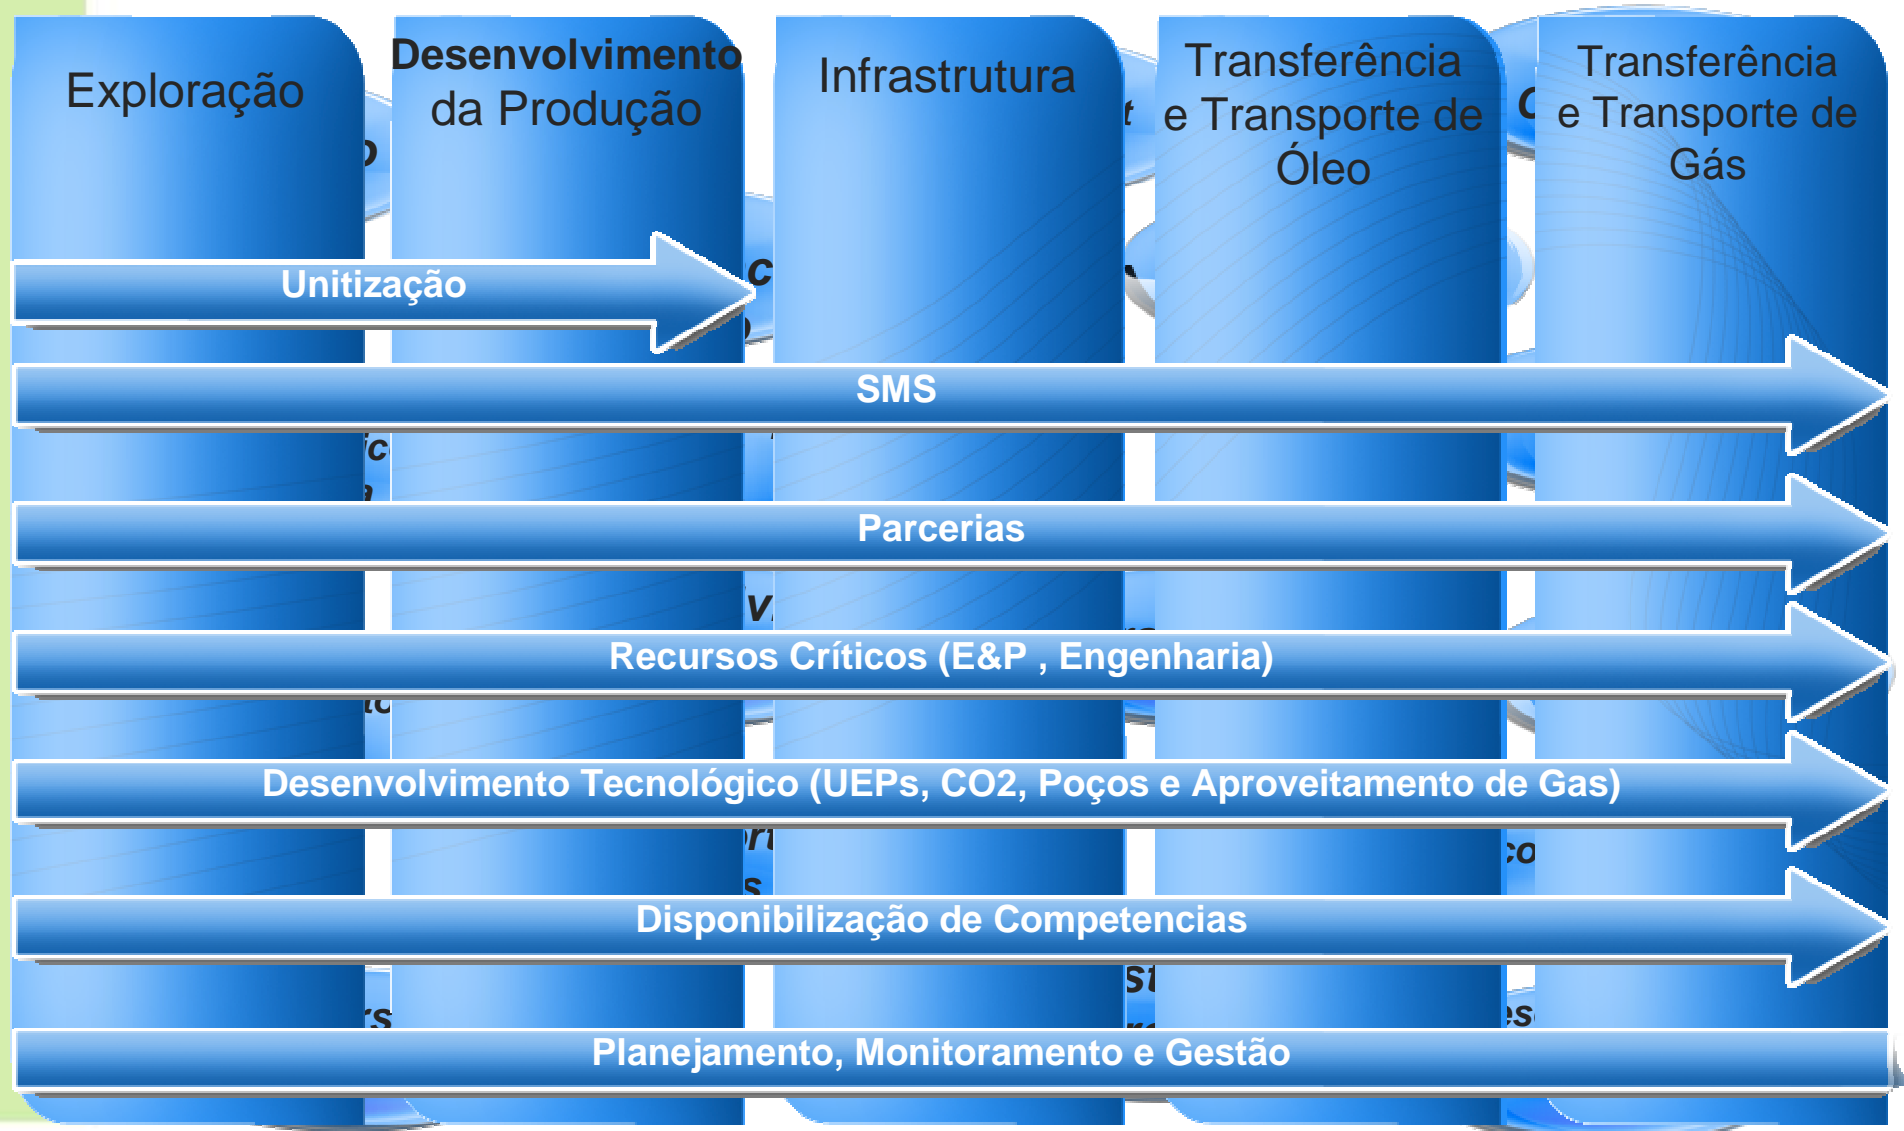 Exploração
Desenvolvimento
da Produção
Infrastrutura
Transferência
e Transporte de
Óleo
Transferência
e Transporte de
Gás
Unitização
SMS
Parcerias
Recursos Críticos (E&P , Engenharia)
Desenvolvimento Tecnológico (UEPs, CO2, Poços e Aproveitamento de Gas)
Disponibilização de Competencias
Planejamento, Monitoramento e Gestão